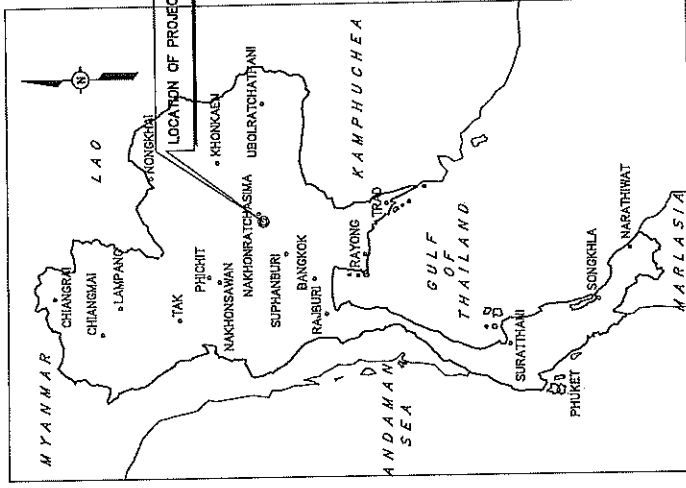 MYANMAR
LAO
CHIANGRAI
CHIANGMAI
LAMPANG
NONGKHAI
LOCATION OF PROJEC
TAK
PHICHIT
KHONKAEN
NAKHONSAWAN
NAKHONRATCHASIMA
UBOLRATCHATHANI
SUPHANBURI
BANGKOK
RAJBURI
KAMPHUCHEA
RAYONG
TRAD
GULF
OF
THAILAND
ANDAMAN
SEA
SURATTHANI
PHUKET
SONGKHLA
NARATHIWAT
MARLASIA
N